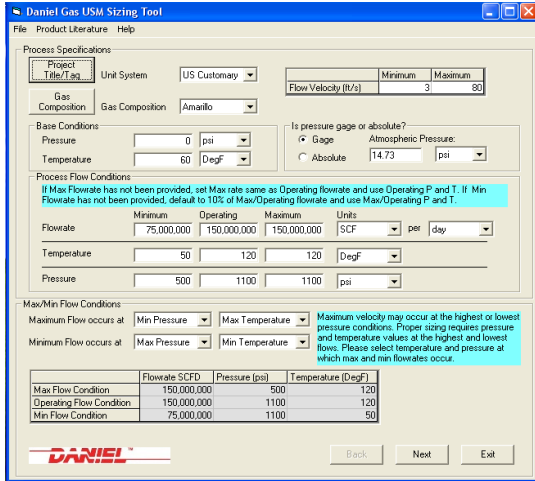 Daniel Gas USM Sizing Tool
File Product Literature Help
Process Specifications
Project Title/Tag
Unit System US Customary
Minimum Maximum
Flow Velocity (ft/s) 3 80
Gas Composition
Gas Composition Amarillo
Base Conditions
Pressure 0 psi
Temperature 60 DegF
Is pressure gage or absolute?
Gage Atmospheric Pressure:
Absolute 14.73 psi
Process Flow Conditions
If Max Flowrate has not been provided, set Max rate same as Operating flowrate and use Operating P and T. If Min
Flowrate has not been provided, default to 10% of Max/Operating flowrate and use Max/Operating P and T.
Minimum Operating Maximum Units
Flowrate 75,000,000 150,000,000 150,000,000 SCF per day
Temperature 50 120 120 DegF
Pressure 500 1100 1100 psi
Max/Min Flow Conditions
Maximum Flow occurs at Min Pressure Max Temperature
Minimum Flow occurs at Max Pressure Min Temperature
Maximum velocity may occur at the highest or lowest
pressure conditions. Proper sizing requires pressure
and temperature values at the highest and lowest
flows. Please select temperature and pressure at
which max and min flowrates occur.
Flowrate SCFD Pressure (psi) Temperature (DegF)
Max Flow Condition 150,000,000 500 120
Operating Flow Condition 150,000,000 1100 120
Min Flow Condition 75,000,000 1100 50
DANIEL™
Back Next Exit